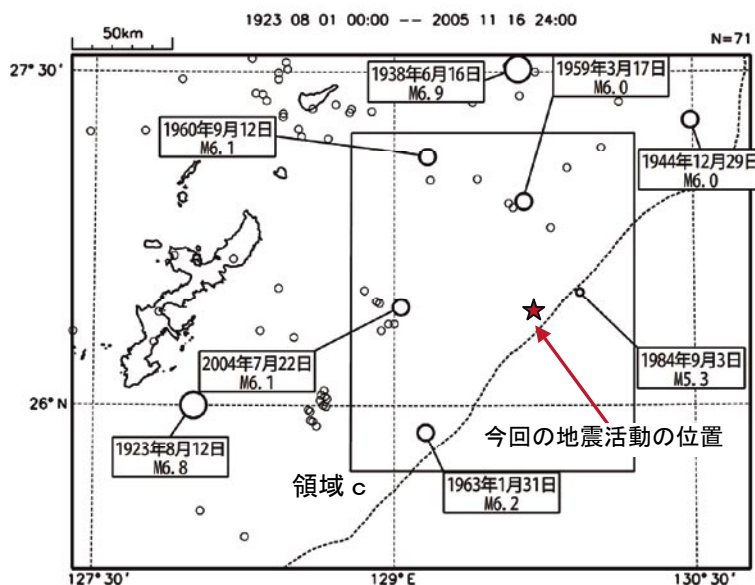 1923 08 01 00:00 -- 2005 11 16 24:00
50km
N=71
27°30'
1938年6月16日
M6.9
1959年3月17日
M6.0
1960年9月12日
M6.1
1944年12月29日
M6.0
2004年7月22日
M6.1
1984年9月3日
M5.3
26°N
1923年8月12日
M6.8
今回の地震活動の位置
領域 c
1963年1月31日
M6.2
127°30'
129°E
130°30'